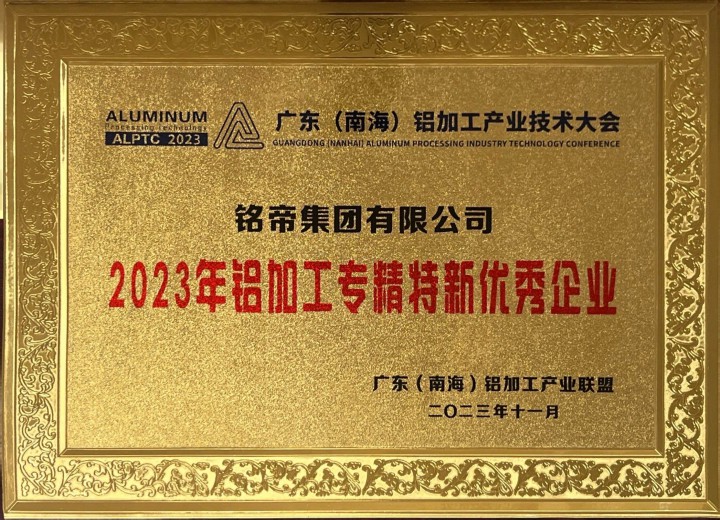 ALUMINUM
Processing Technology
ALPTC 2023
广东（南海）铝加工产业技术大会
GUANGDONG (NANHAI) ALUMINUM PROCESSING INDUSTRY TECHNOLOGY CONFERENCE
铭帝集团有限公司
2023年铝加工专精特新优秀企业
广东（南海）铝加工产业联盟
二〇二三年十一月